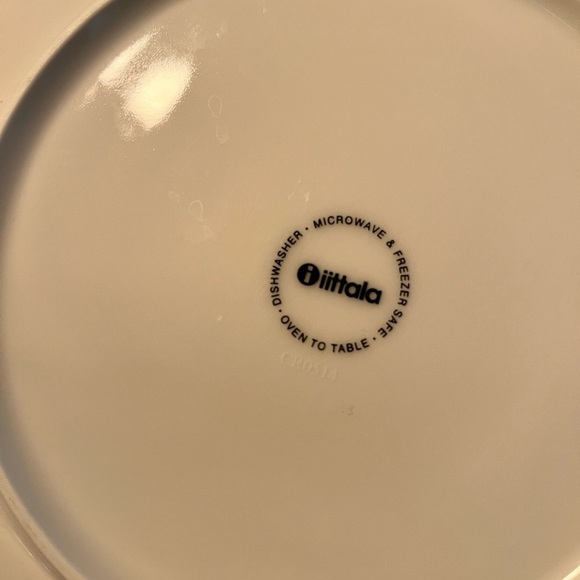 DISHWASHER · MICROWAVE & FREEZER SAFE · OVEN TO TABLE ·
i iittala